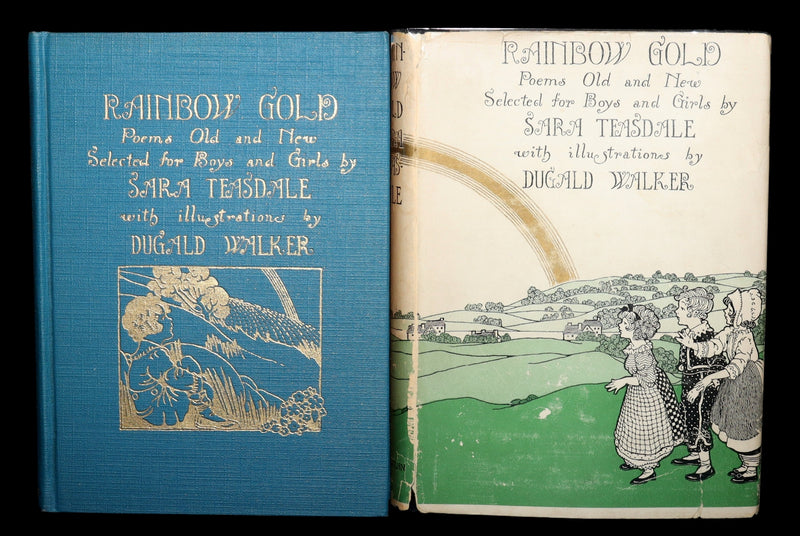 RAINBOW GOLD
Poems Old and New
Selected for Boys and Girls by
SARA TEASDALE
with illustrations by
DUGALD WALKER
RAINBOW GOLD
Poems Old and New
Selected for Boys and Girls by
SARA TEASDALE
with illustrations by
DUGALD WALKER